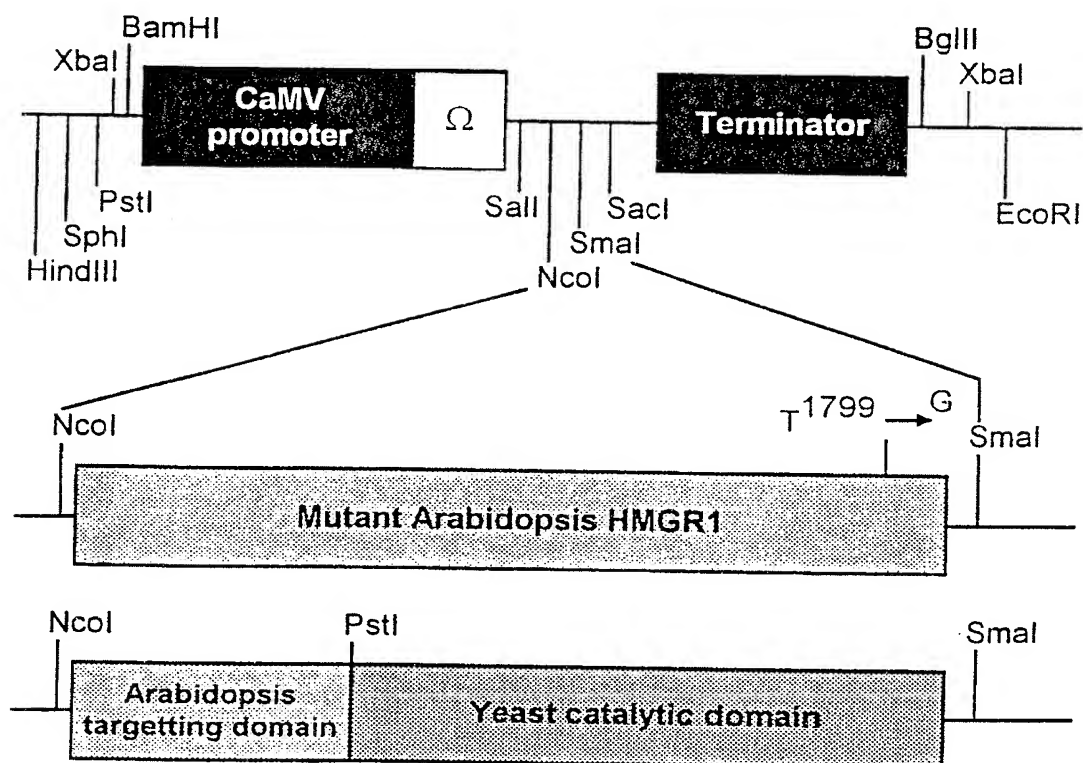 BamHI
XbaI
BglII
XbaI
CaMV
promoter
Ω
Terminator
PstI
SphI
HindIII
SalI
SacI
SmaI
NcoI
EcoRI
NcoI
T1799 → G
SmaI
Mutant Arabidopsis HMGR1
NcoI
PstI
SmaI
Arabidopsis
targetting domain
Yeast catalytic domain